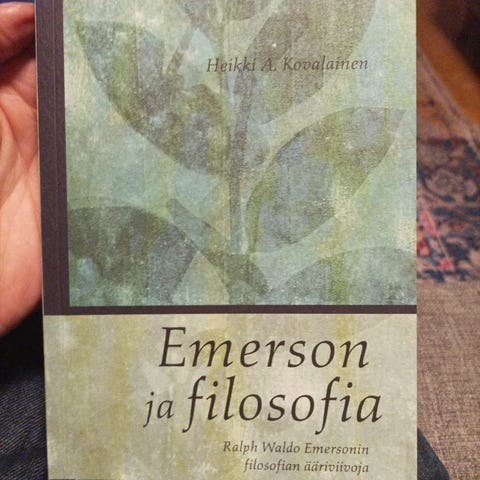 Heikki A. Kovalainen
Emerson
ja filosofia
Ralph Waldo Emersonin
filosofian ääriviivoja